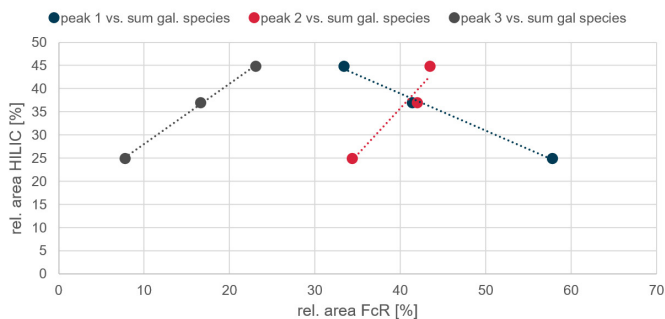 peak 1 vs. sum gal. species peak 2 vs. sum gal. species peak 3 vs. sum gal. species
50
45
40
35
30
25
20
15
10
5
0
rel. area HILIC [%]
0 10 20 30 40 50 60 70
rel. area FcR [%]